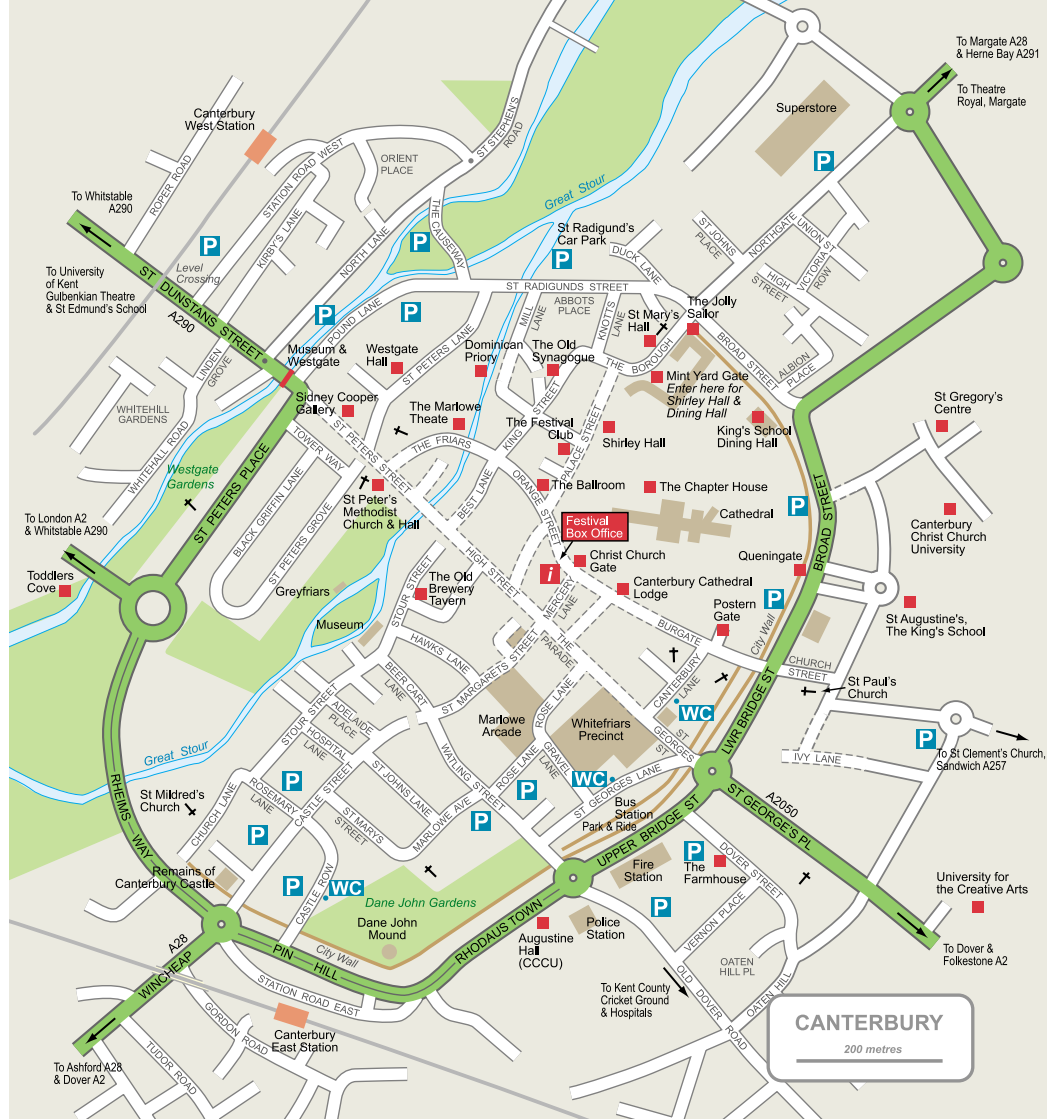 To Margate A28
& Herne Bay A291
To Theatre
Royal, Margate
Superstore
P
Canterbury
West Station
ROPER ROAD
STATION ROAD WEST
ORIENT
PLACE
ST STEPHEN'S
ROAD
THE CAUSEWAY
KIRBY'S LANE
NORTH LANE
Great Stour
To Whitstable
A290
P
Level
Crossing
P
St Radigund's
Car Park
P
DUCK LANE
ST JOHNS
PLACE
NORTHGATE
UNION ST
VICTORIA
ROW
HIGH
STREET
To University
of Kent
Gulbenkian Theatre
& St Edmund's School
ST DUNSTANS STREET
A290
LINDEN
GROVE
P
POUND LANE
P
ST RADIGUNDS STREET
ABBOTS
PLACE
MILL
LANE
KNOTTS
LANE
St Mary's
Hall
The Jolly
Sailor
BROAD STREET
ALBION
PLACE
Museum &
Westgate
Westgate
Hall
ST PETERS LANE
Dominican
Priory
The Old
Synagogue
THE BOROUGH
Mint Yard Gate
Enter here for
Shirley Hall &
Dining Hall
King's School
Dining Hall
St Gregory's
Centre
WHITEHILL
GARDENS
WHITEHALL ROAD
Sidney Cooper
Gallery
The Marlowe
Theate
KING STREET
The Festival
Club
PALACE STREET
Shirley Hall
TOWER WAY
ST PETERS STREET
THE FRIARS
BEST LANE
ORANGE STREET
The Ballroom
The Chapter House
Cathedral
P
BROAD STREET
Canterbury
Christ Church
University
Westgate
Gardens
ST PETERS PLACE
BLACK GRIFFIN LANE
ST PETERS GROVE
St Peter's
Methodist
Church & Hall
To London A2
& Whitstable A290
Toddlers
Cove
Festival
Box Office
i
Christ Church
Gate
Canterbury Cathedral
Lodge
Queningate
P
City Wall
Postern
Gate
St Augustine's,
The King's School
HIGH STREET
MERCERY
LANE
BURGATE
Greyfriars
Museum
STOUR STREET
The Old
Brewery
Tavern
HAWKS LANE
THE
PARADE
BEER CART
LANE
ST MARGARETS STREET
CANTERBURY
LANE
CHURCH
STREET
St Paul's
Church
WC
ROSE LANE
Marlowe
Arcade
Whitefriars
Precinct
ST
GEORGES
ST
LWR BRIDGE ST
IVY LANE
P
To St Clement's Church,
Sandwich A257
Great Stour
STOUR STREET
ADELAIDE
PLACE
HOSPITAL
LANE
WATLING STREET
ROSE LANE
GRAVEL
LANE
WC
ST GEORGES LANE
Bus
Station
Park & Ride
A2050
ST GEORGE'S PL
RHEIMS WAY
St Mildred's
Church
CHURCH LANE
ROSEMARY
LANE
P
CASTLE STREET
ST JOHNS LANE
ST MARYS
STREET
MARLOWE AVE
P
P
P
UPPER BRIDGE ST
Fire
Station
P
The
Farmhouse
DOVER STREET
Remains of
Canterbury Castle
P
CASTLE ROW
WC
Dane John Gardens
Dane John
Mound
City Wall
RHODAUS TOWN
Augustine
Hall
(CCCU)
Police
Station
P
VERNON PLACE
University for
the Creative Arts
To Dover &
Folkestone A2
A28
WINCHEAP
PIN HILL
STATION ROAD EAST
Canterbury
East Station
GORDON ROAD
TUDOR ROAD
To Ashford A28
& Dover A2
To Kent County
Cricket Ground
& Hospitals
OLD DOVER ROAD
OATEN
HILL PL
OATEN HILL
CANTERBURY
200 metres